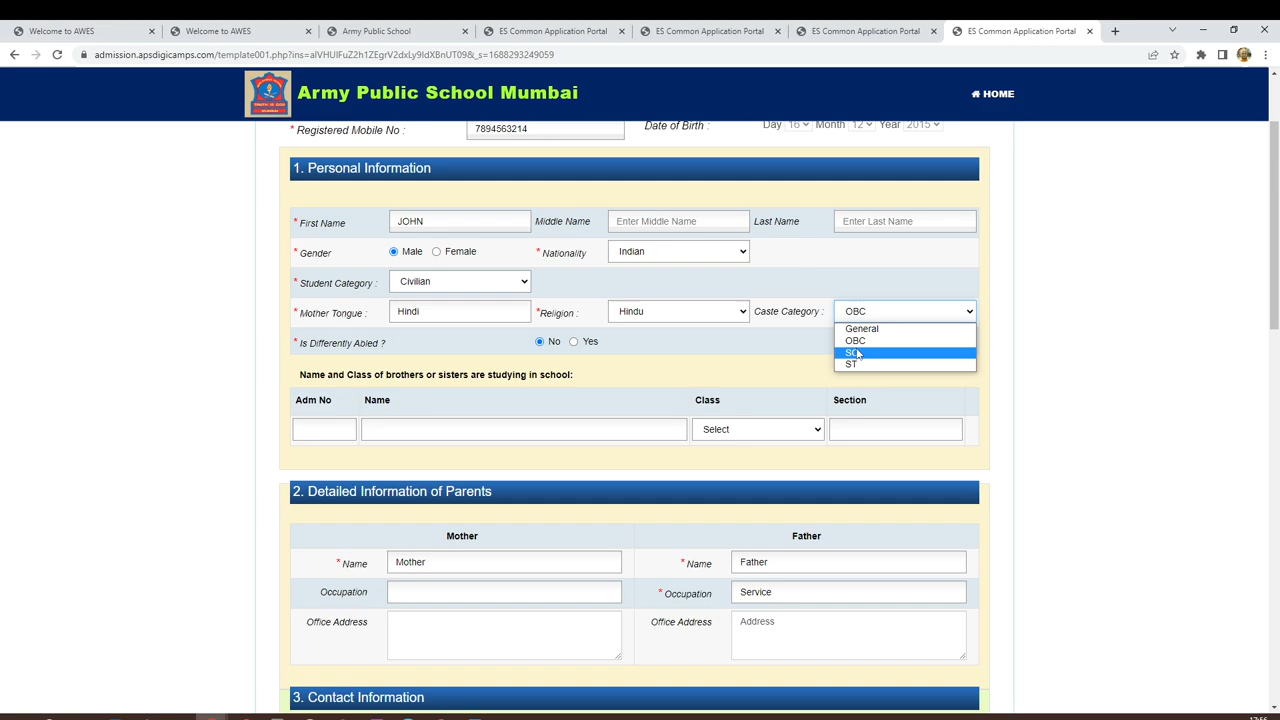 Welcome to AWES
Welcome to AWES
Army Public School
ES Common Application Portal
ES Common Application Portal
ES Common Application Portal
ES Common Application Portal
admission.apsdigicamps.com/template001.php?ins=
Army Public School Mumbai
HOME
* Registered Mobile No :
7894563214
Date of Birth :
Day 16 Month 12 Year 2015
1. Personal Information
* First Name
JOHN
Middle Name
Enter Middle Name
Last Name
Enter Last Name
* Gender
Male
Female
* Nationality
Indian
* Student Category :
Civilian
* Mother Tongue :
Hindi
*Religion :
Hindu
Caste Category :
OBC
General
OBC
SC
ST
* Is Differently Abled ?
No
Yes
Name and Class of brothers or sisters are studying in school:
Adm No
Name
Class
Section
Select
2. Detailed Information of Parents
Mother
Father
* Name
Mother
* Name
Father
Occupation
* Occupation
Service
Office Address
Office Address
Address
3. Contact Information